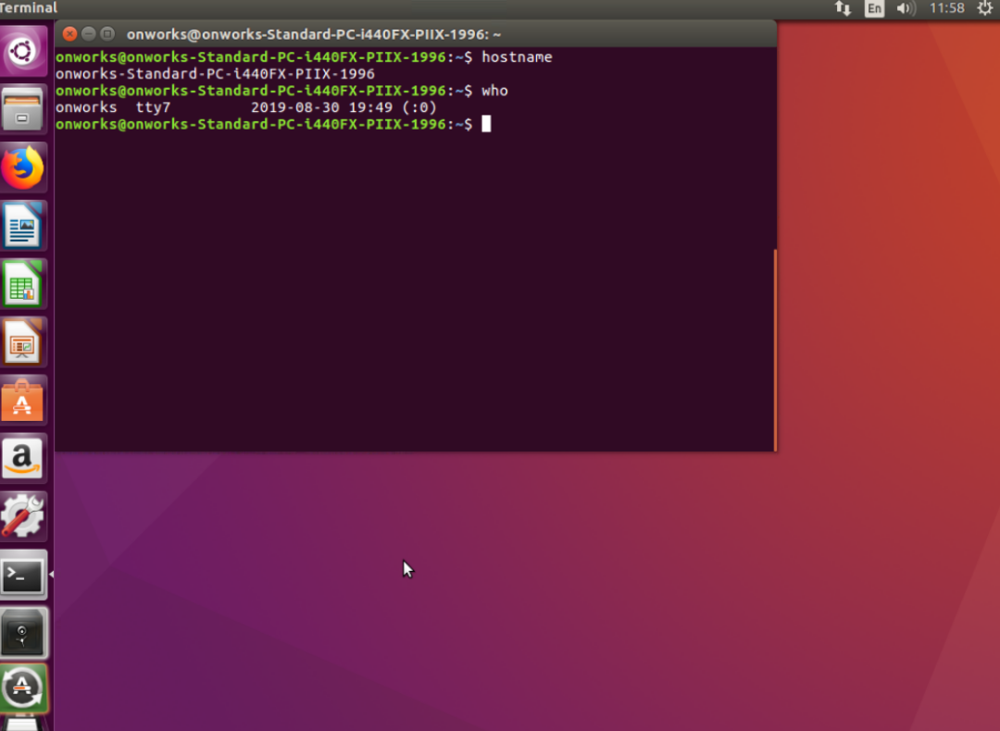 Terminal
En
11:58
onworks@onworks-Standard-PC-i440FX-PIIX-1996: ~
onworks@onworks-Standard-PC-i440FX-PIIX-1996:~$ hostname
onworks-Standard-PC-i440FX-PIIX-1996
onworks@onworks-Standard-PC-i440FX-PIIX-1996:~$ who
onworks  tty7         2019-08-30 19:49 (:0)
onworks@onworks-Standard-PC-i440FX-PIIX-1996:~$